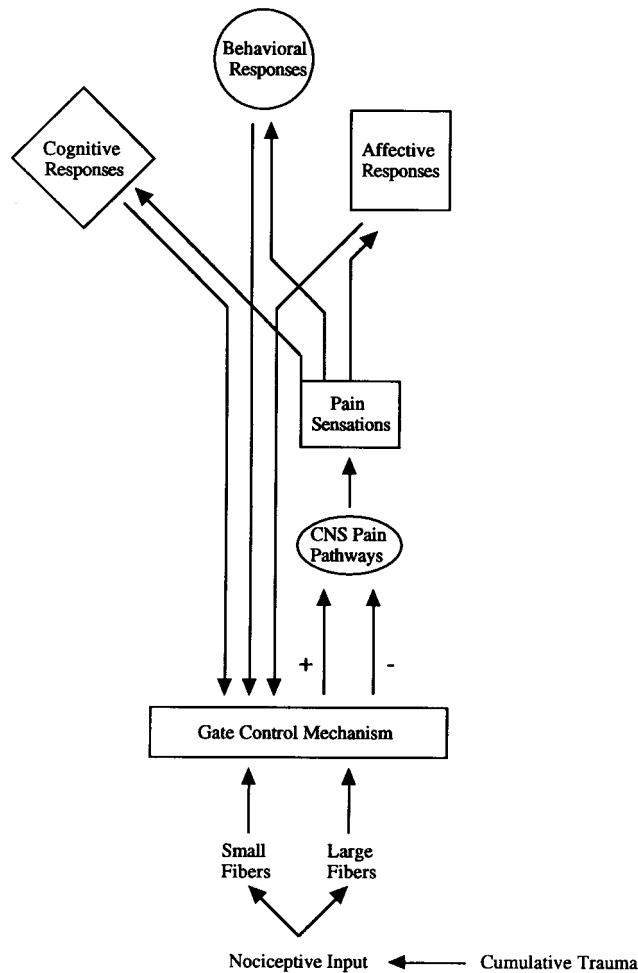 Behavioral
Responses
Cognitive
Responses
Affective
Responses
Pain
Sensations
CNS Pain
Pathways
+
-
Gate Control Mechanism
Small
Fibers
Large
Fibers
Nociceptive Input
Cumulative Trauma